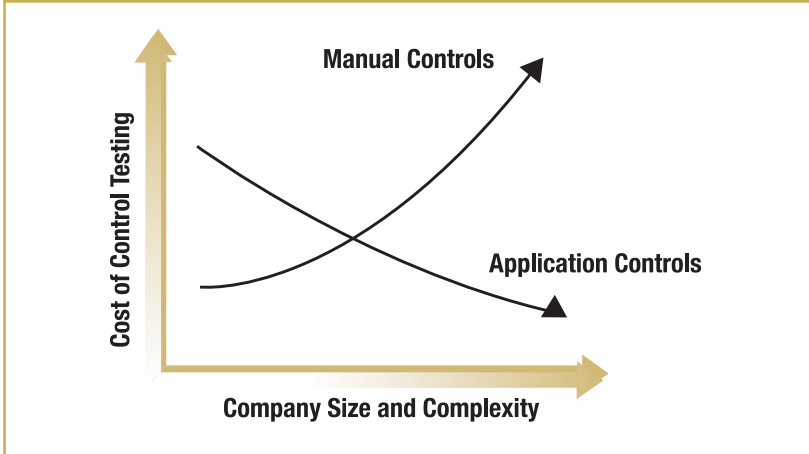 Manual Controls
Cost of Control Testing
Application Controls
Company Size and Complexity